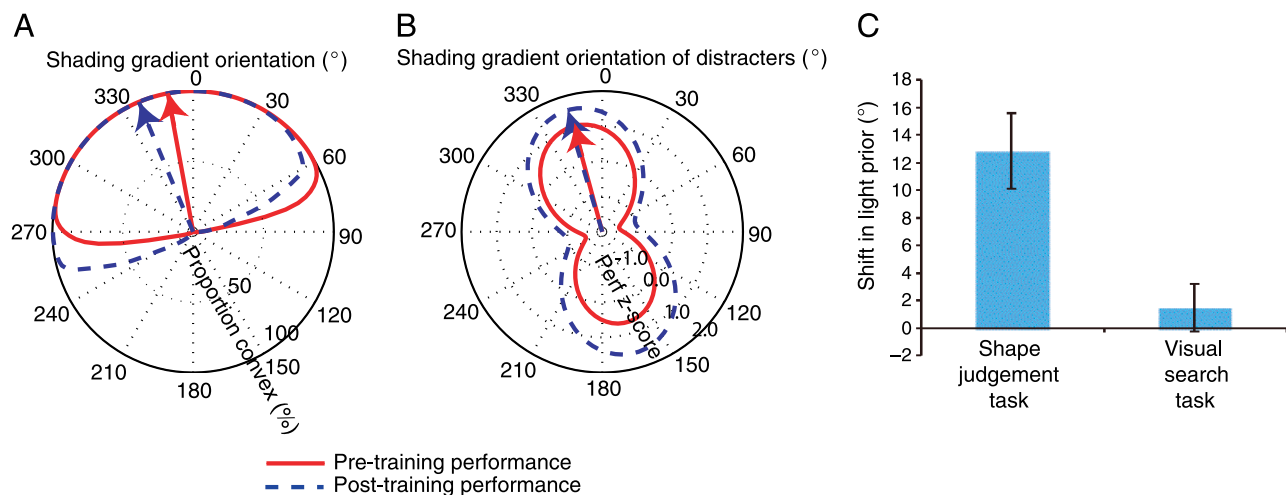 A
Shading gradient orientation (°)
0
30
60
90
120
150
180
210
240
270
300
330
50
100
Proportion convex (%)
B
Shading gradient orientation of distracters (°)
0
30
60
90
120
150
180
210
240
270
300
330
-1.0
0.0
1.0
2.0
Perf z-score
C
Shift in light prior (°)
18
16
14
12
10
8
6
4
2
0
−2
Shape
judgement
task
Visual
search
task
Pre-training performance
Post-training performance